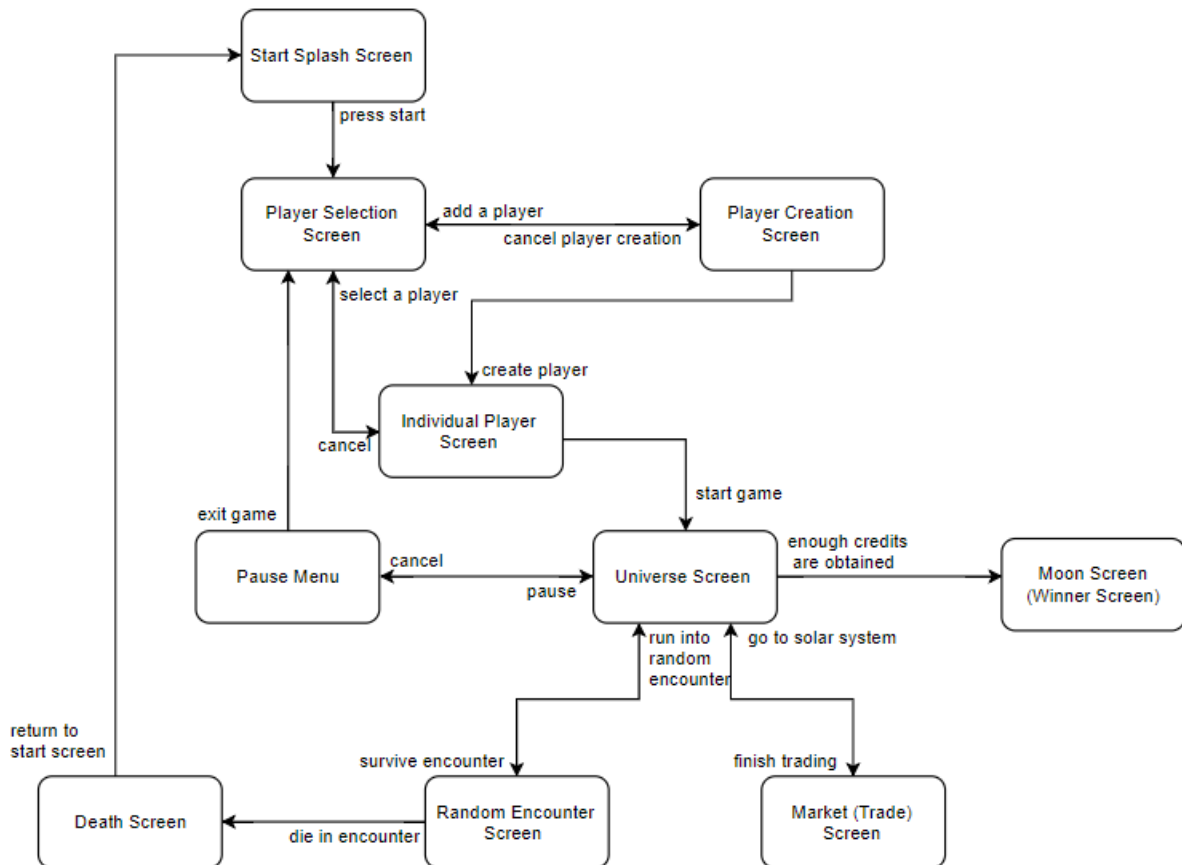 Start Splash Screen
press start
Player Selection
Screen
add a player
cancel player creation
Player Creation
Screen
select a player
create player
Individual Player
Screen
cancel
start game
exit game
Pause Menu
cancel
pause
Universe Screen
enough credits
are obtained
Moon Screen
(Winner Screen)
run into
random
encounter
go to solar system
return to
start screen
survive encounter
finish trading
Death Screen
die in encounter
Random Encounter
Screen
Market (Trade)
Screen